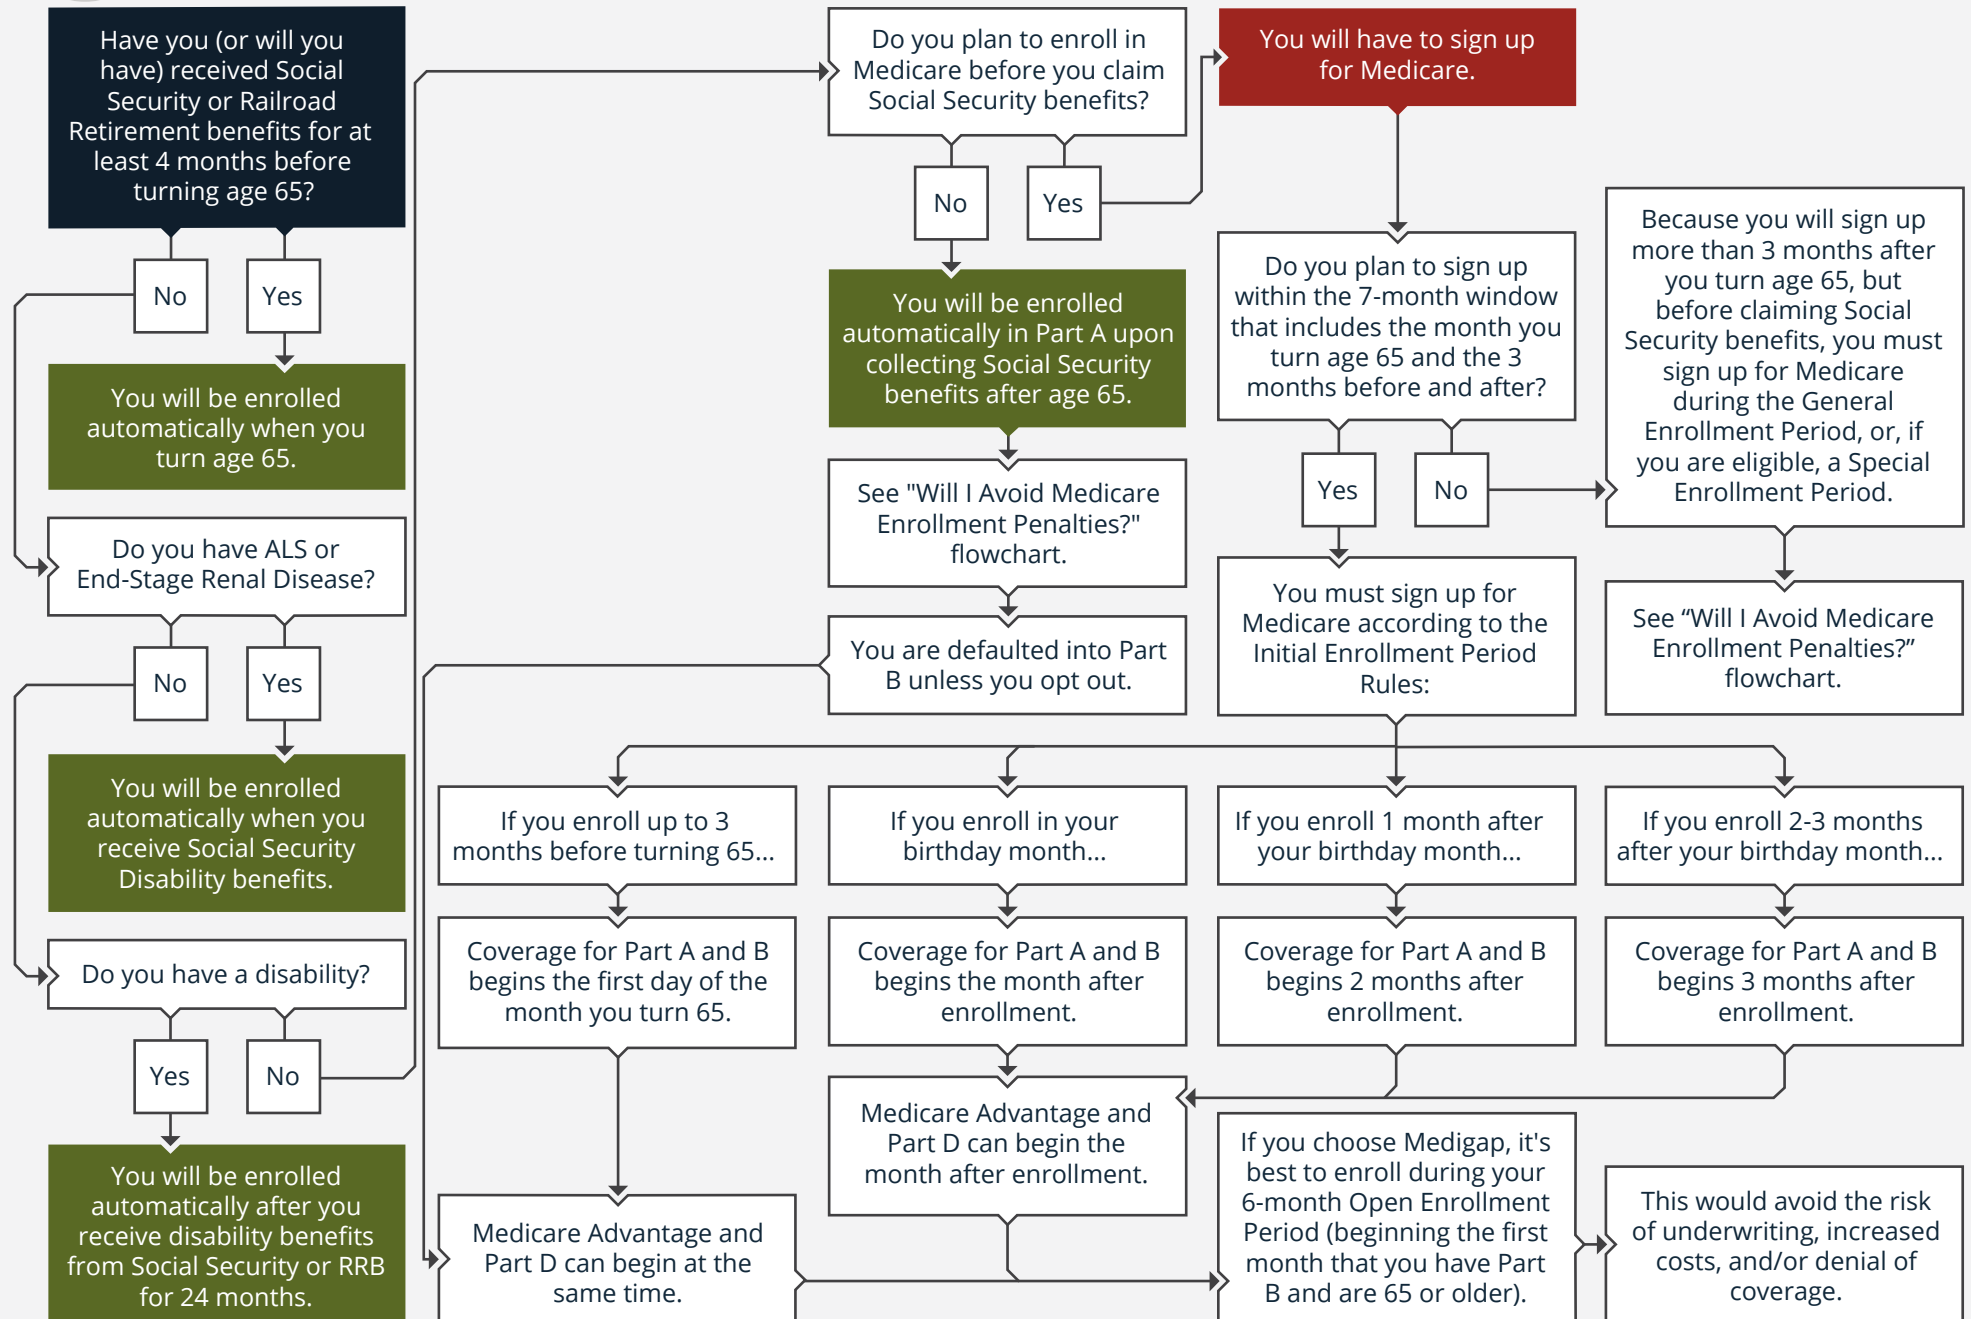 Have you (or will you
have) received Social
Security or Railroad
Retirement benefits for at
least 4 months before
turning age 65?
No
Yes
You will be enrolled
automatically when you
turn age 65.
Do you have ALS or
End-Stage Renal Disease?
No
Yes
You will be enrolled
automatically when you
receive Social Security
Disability benefits.
Do you have a disability?
Yes
No
You will be enrolled
automatically after you
receive disability benefits
from Social Security or RRB
for 24 months.
Do you plan to enroll in
Medicare before you claim
Social Security benefits?
No
Yes
You will be enrolled
automatically in Part A upon
collecting Social Security
benefits after age 65.
See "Will I Avoid Medicare
Enrollment Penalties?"
flowchart.
You are defaulted into Part
B unless you opt out.
You will have to sign up
for Medicare.
Do you plan to sign up
within the 7-month window
that includes the month you
turn age 65 and the 3
months before and after?
Yes
No
Because you will sign up
more than 3 months after
you turn age 65, but
before claiming Social
Security benefits, you must
sign up for Medicare
during the General
Enrollment Period, or, if
you are eligible, a Special
Enrollment Period.
See “Will I Avoid Medicare
Enrollment Penalties?”
flowchart.
You must sign up for
Medicare according to the
Initial Enrollment Period
Rules:
If you enroll up to 3
months before turning 65...
Coverage for Part A and B
begins the first day of the
month you turn 65.
Medicare Advantage and
Part D can begin at the
same time.
If you enroll in your
birthday month...
Coverage for Part A and B
begins the month after
enrollment.
Medicare Advantage and
Part D can begin the
month after enrollment.
If you enroll 1 month after
your birthday month...
Coverage for Part A and B
begins 2 months after
enrollment.
If you enroll 2-3 months
after your birthday month...
Coverage for Part A and B
begins 3 months after
enrollment.
If you choose Medigap, it's
best to enroll during your
6-month Open Enrollment
Period (beginning the first
month that you have Part
B and are 65 or older).
This would avoid the risk
of underwriting, increased
costs, and/or denial of
coverage.